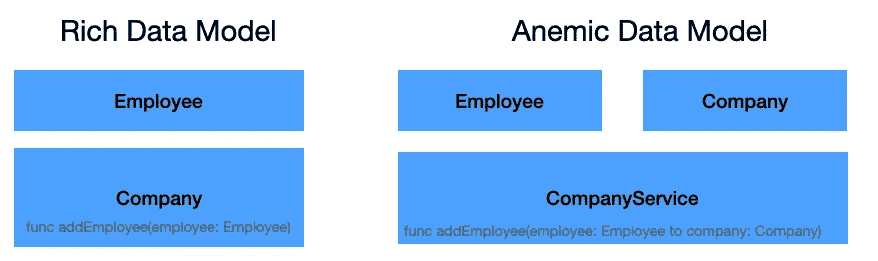 Rich Data Model
Employee
Company
func addEmployee(employee: Employee)
Anemic Data Model
Employee
Company
CompanyService
func addEmployee(employee: Employee to company: Company)